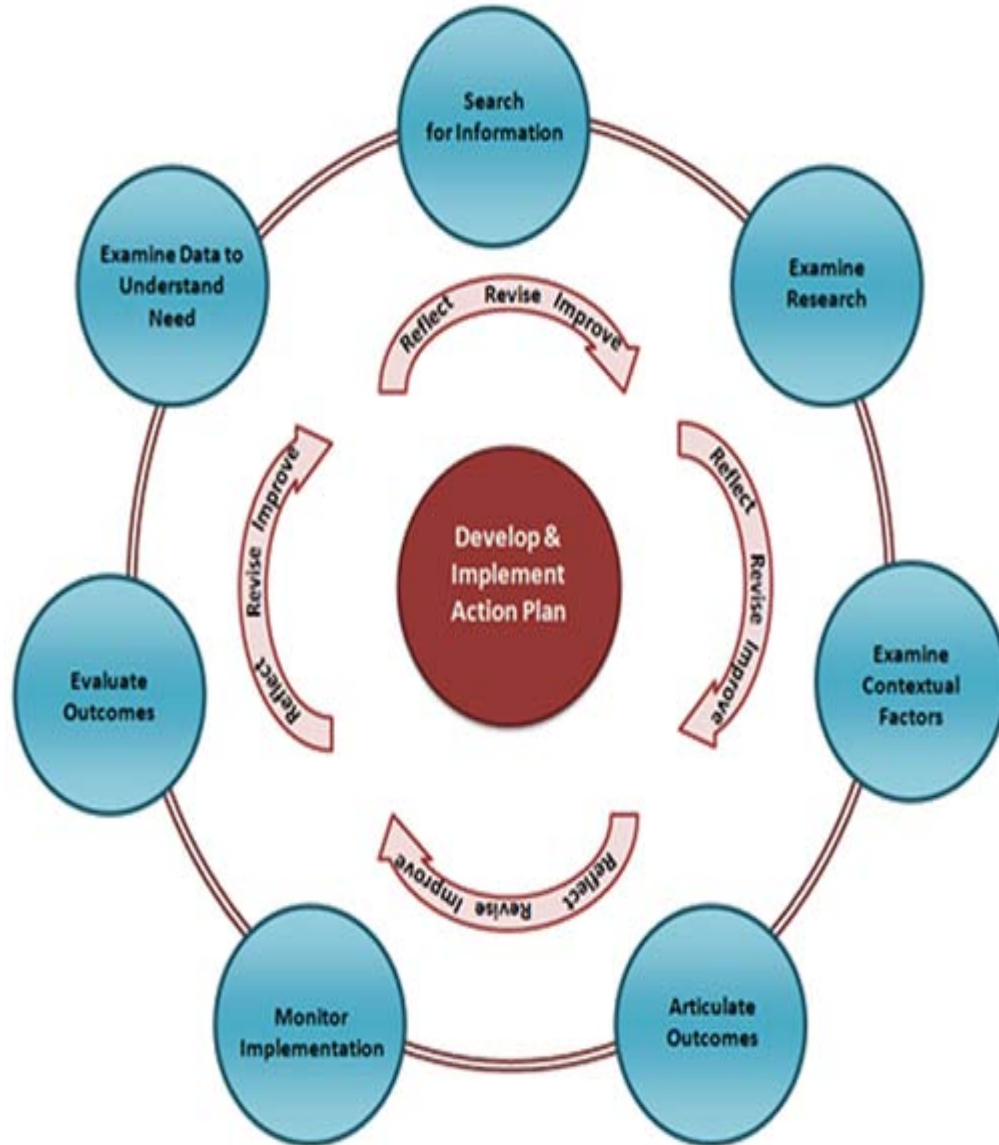 Search
for Information
Examine
Research
Examine
Contextual
Factors
Articulate
Outcomes
Monitor
Implementation
Evaluate
Outcomes
Examine Data to
Understand
Need
Reflect Revise Improve
Reflect Revise Improve
Reflect Revise Improve
Reflect Revise Improve
Develop &
Implement
Action Plan